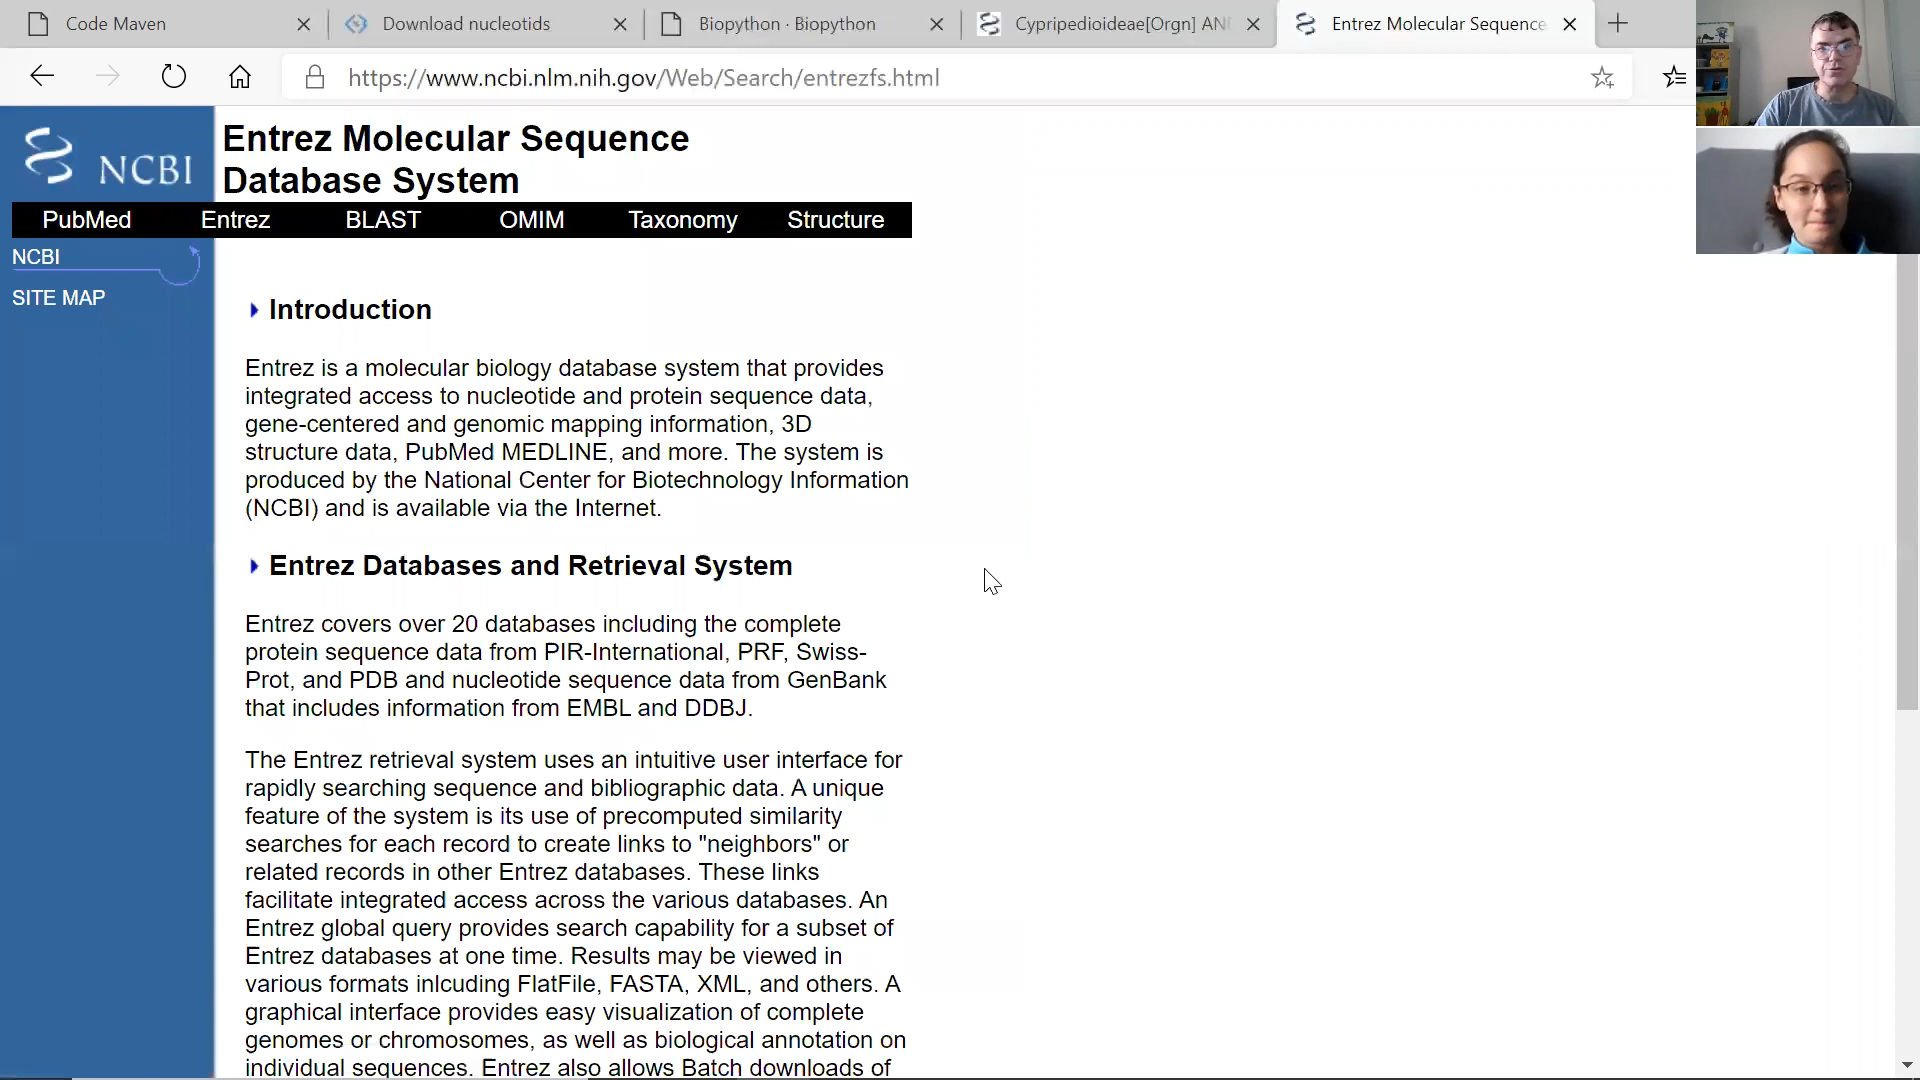 Code Maven
Download nucleotids
Biopython · Biopython
Cypripedioideae[Orgn] AN
Entrez Molecular Sequence
https://www.ncbi.nlm.nih.gov/Web/Search/entrezfs.html
NCBI
Entrez Molecular Sequence
Database System
PubMed Entrez BLAST OMIM Taxonomy Structure
NCBI
SITE MAP
Introduction
Entrez is a molecular biology database system that provides
integrated access to nucleotide and protein sequence data,
gene-centered and genomic mapping information, 3D
structure data, PubMed MEDLINE, and more. The system is
produced by the National Center for Biotechnology Information
(NCBI) and is available via the Internet.
Entrez Databases and Retrieval System
Entrez covers over 20 databases including the complete
protein sequence data from PIR-International, PRF, Swiss-
Prot, and PDB and nucleotide sequence data from GenBank
that includes information from EMBL and DDBJ.
The Entrez retrieval system uses an intuitive user interface for
rapidly searching sequence and bibliographic data. A unique
feature of the system is its use of precomputed similarity
searches for each record to create links to "neighbors" or
related records in other Entrez databases. These links
facilitate integrated access across the various databases. An
Entrez global query provides search capability for a subset of
Entrez databases at one time. Results may be viewed in
various formats inlcuding FlatFile, FASTA, XML, and others. A
graphical interface provides easy visualization of complete
genomes or chromosomes, as well as biological annotation on
individual sequences. Entrez also allows Batch downloads of